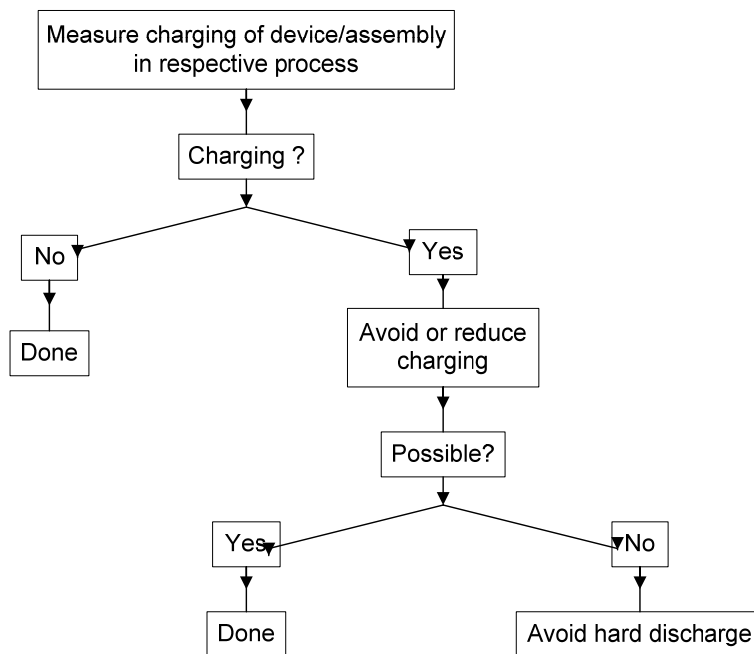 Measure charging of device/assembly
in respective process
Charging ?
No
Yes
Done
Avoid or reduce
charging
Possible?
Yes
No
Done
Avoid hard discharge